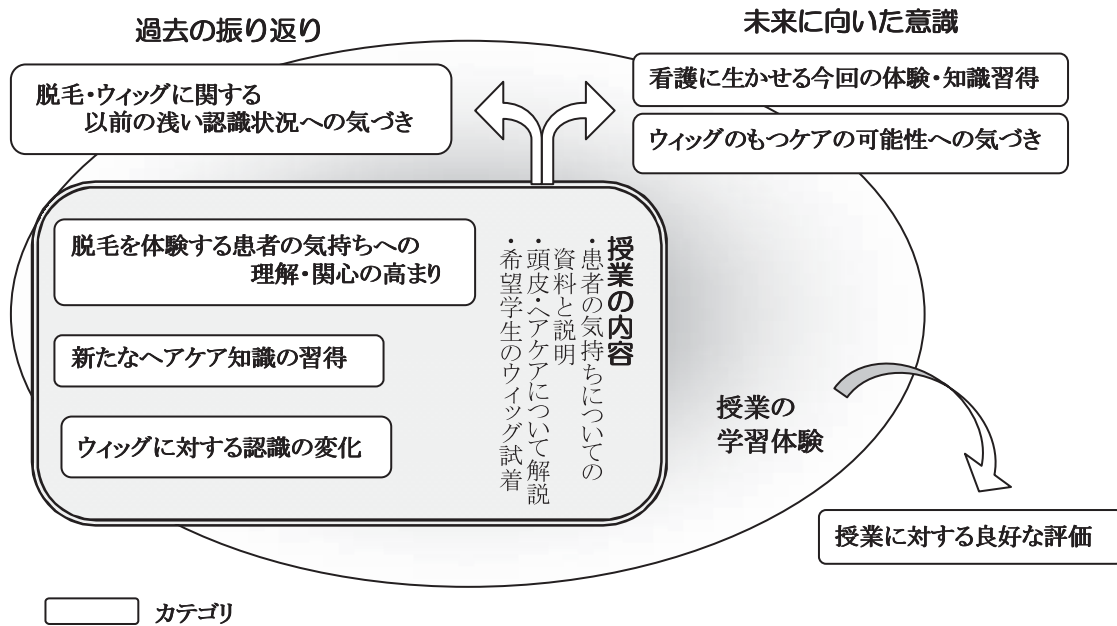 過去の振り返り
未来に向いた意識
脱毛・ウィッグに関する
以前の浅い認識状況への気づき
看護に生かせる今回の体験・知識習得
ウィッグのもつケアの可能性への気づき
脱毛を体験する患者の気持ちへの
理解・関心の高まり
新たなヘアケア知識の習得
ウィッグに対する認識の変化
授業の内容
・患者の気持ちについての
資料と説明
・頭皮・ヘアケアについて解説
・希望学生のウィッグ試着
授業の
学習体験
授業に対する良好な評価
カテゴリ